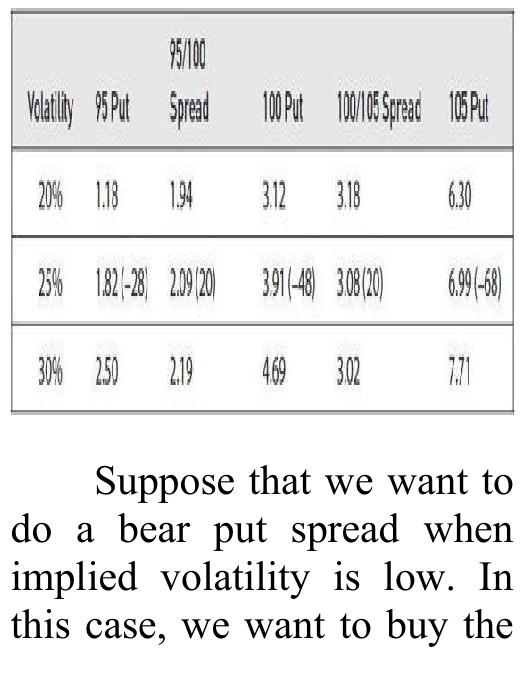 95/100
Volatility 95 Put Spread 100 Put 100/105 Spread 105 Put
20% 1.18 1.94 3.12 3.18 6.30
25% 1.82 (–28) 2.09 (20) 3.91 (–48) 3.08 (20) 6.99 (–68)
30% 2.50 2.19 4.69 3.02 7.71
Suppose that we want to
do a bear put spread when
implied volatility is low. In
this case, we want to buy the